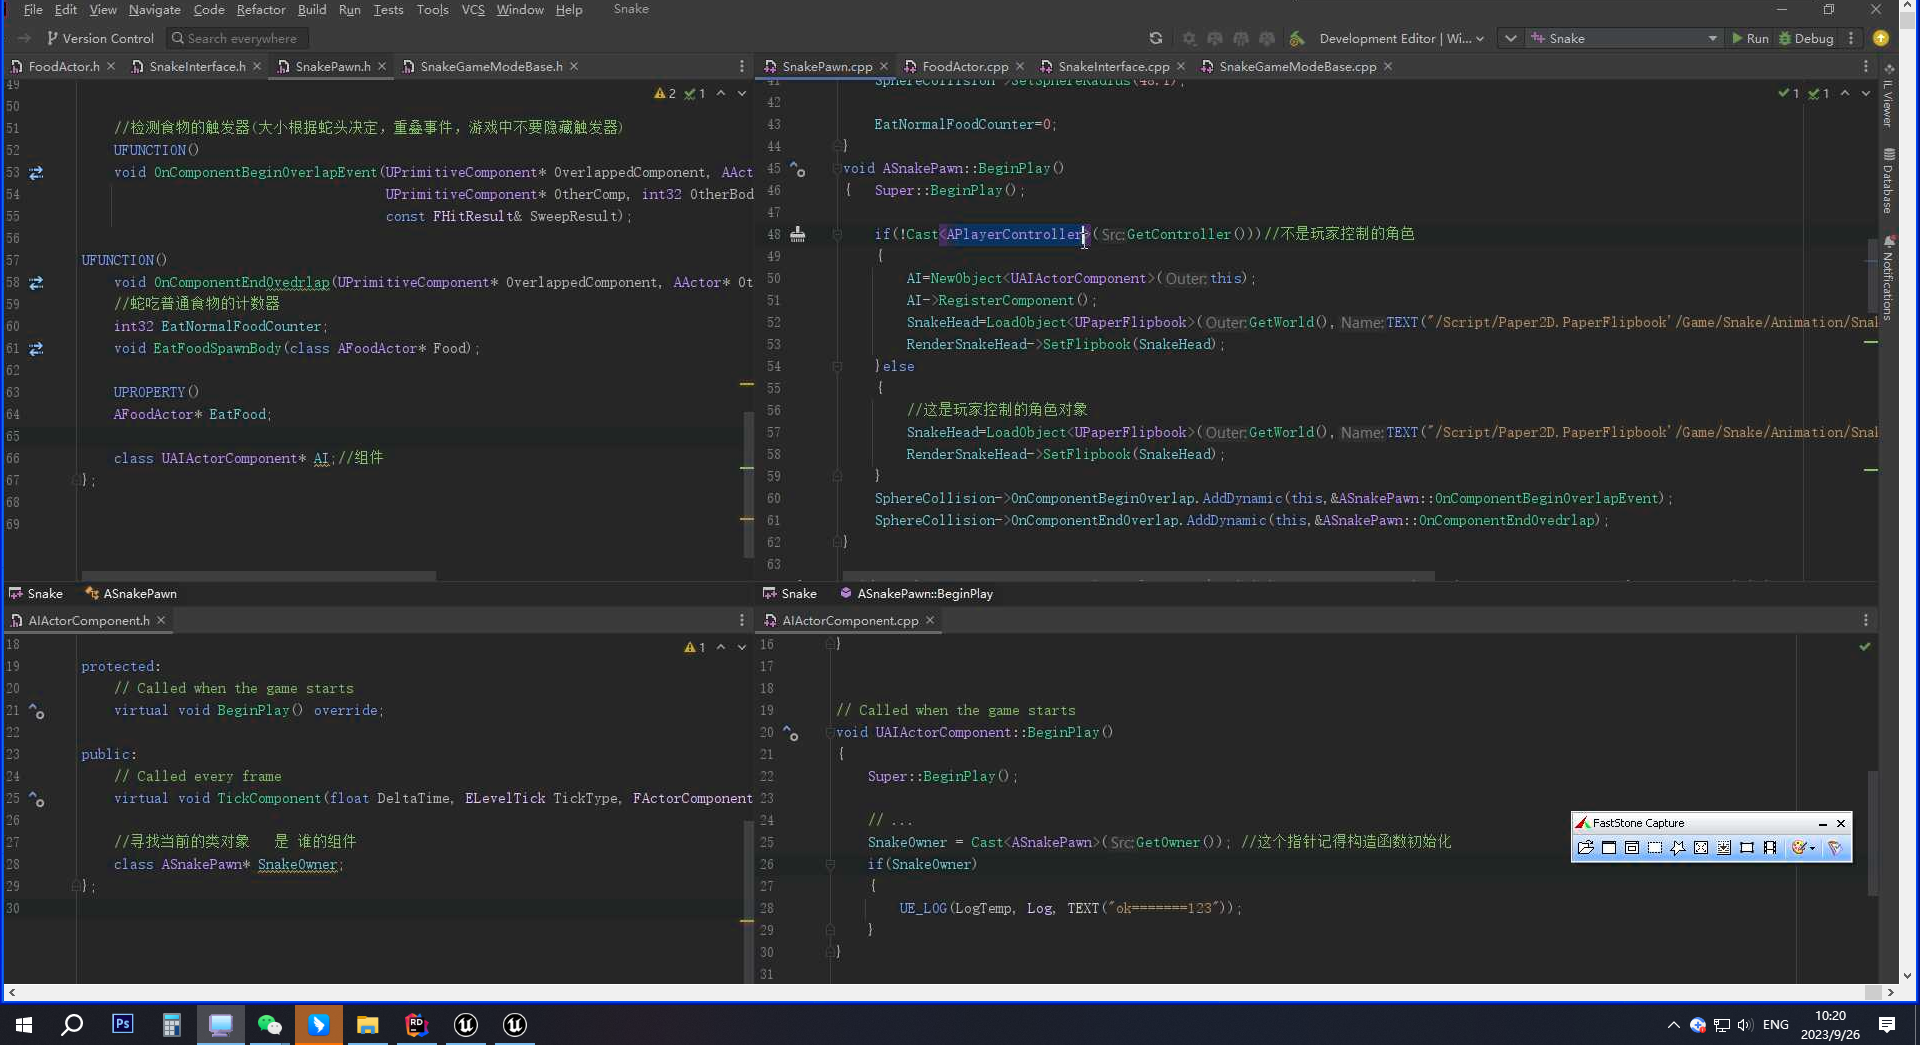 File Edit View Navigate Code Refactor Build Run Tests Tools VCS Window Help Snake
Version Control Search everywhere Development Editor | Wi... Snake Run Debug
FoodActor.h SnakeInterface.h SnakePawn.h SnakeGameModeBase.h
49
50
51 //检测食物的触发器(大小根据蛇头决定，重叠事件，游戏中不要隐藏触发器)
52 UFUNCTION()
53 void OnComponentBeginOverlapEvent(UPrimitiveComponent* OverlappedComponent, AAct
54 UPrimitiveComponent* OtherComp, int32 OtherBod
55 const FHitResult& SweepResult);
56
57 UFUNCTION()
58 void OnComponentEndOvedrlap(UPrimitiveComponent* OverlappedComponent, AActor* Ot
59 //蛇吃普通食物的计数器
60 int32 EatNormalFoodCounter;
61 void EatFoodSpawnBody(class AFoodActor* Food);
62
63 UPROPERTY()
64 AFoodActor* EatFood;
65
66 class UAIActorComponent* AI;//组件
67 };
68
69
2 1
Snake ASnakePawn
SnakePawn.cpp FoodActor.cpp SnakeInterface.cpp SnakeGameModeBase.cpp
41 SphereCollision->SetSphereRadius(48.1);
42
43 EatNormalFoodCounter=0;
44 }
45 void ASnakePawn::BeginPlay()
46 { Super::BeginPlay();
47
48 if(!Cast<APlayerController>(Src:GetController()))//不是玩家控制的角色
49 {
50 AI=NewObject<UAIActorComponent>(Outer:this);
51 AI->RegisterComponent();
52 SnakeHead=LoadObject<UPaperFlipbook>(Outer:GetWorld(),Name:TEXT("/Script/Paper2D.PaperFlipbook'/Game/Snake/Animation/Snak
53 RenderSnakeHead->SetFlipbook(SnakeHead);
54 }else
55 {
56 //这是玩家控制的角色对象
57 SnakeHead=LoadObject<UPaperFlipbook>(Outer:GetWorld(),Name:TEXT("/Script/Paper2D.PaperFlipbook'/Game/Snake/Animation/Snak
58 RenderSnakeHead->SetFlipbook(SnakeHead);
59 }
60 SphereCollision->OnComponentBeginOverlap.AddDynamic(this,&ASnakePawn::OnComponentBeginOverlapEvent);
61 SphereCollision->OnComponentEndOverlap.AddDynamic(this,&ASnakePawn::OnComponentEndOvedrlap);
62 }
63
1 1
Snake ASnakePawn::BeginPlay
IL Viewer
Database
Notifications
AIActorComponent.h
18
19 protected:
20 // Called when the game starts
21 virtual void BeginPlay() override;
22
23 public:
24 // Called every frame
25 virtual void TickComponent(float DeltaTime, ELevelTick TickType, FActorComponent
26
27 //寻找当前的类对象 是 谁的组件
28 class ASnakePawn* SnakeOwner;
29 };
30
1
AIActorComponent.cpp
16 }
17
18
19 // Called when the game starts
20 void UAIActorComponent::BeginPlay()
21 {
22 Super::BeginPlay();
23
24 // ...
25 SnakeOwner = Cast<ASnakePawn>(Src:GetOwner()); //这个指针记得构造函数初始化
26 if(SnakeOwner)
27 {
28 UE_LOG(LogTemp, Log, TEXT("ok=======123"));
29 }
30 }
31
FastStone Capture
Ps RD ENG 10:20
2023/9/26